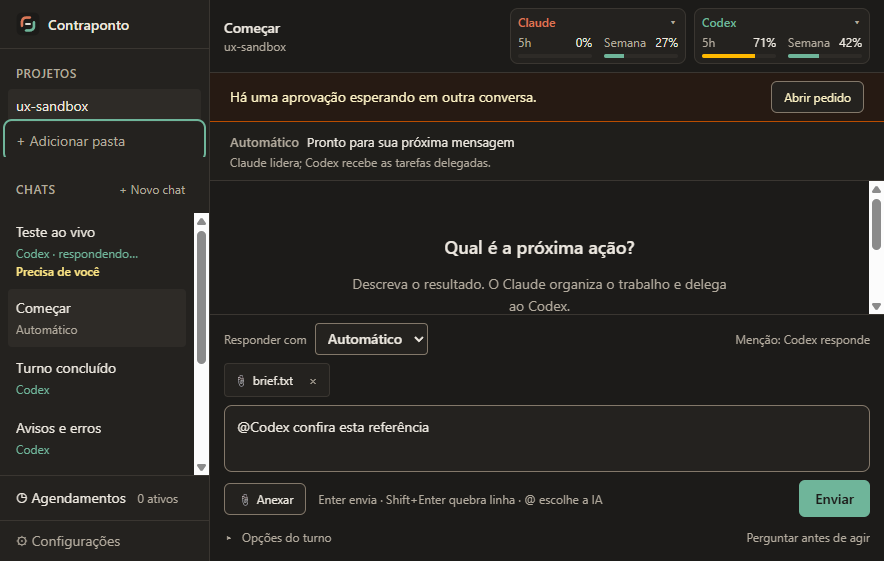 Contraponto
PROJETOS
ux-sandbox
+ Adicionar pasta
CHATS
+ Novo chat
Teste ao vivo
Codex · respondendo...
Precisa de você
Começar
Automático
Turno concluído
Codex
Avisos e erros
Codex
Agendamentos 0 ativos
Configurações
Começar
ux-sandbox
Claude
5h 0% Semana 27%
Codex
5h 71% Semana 42%
Há uma aprovação esperando em outra conversa.
Abrir pedido
Automático Pronto para sua próxima mensagem
Claude lidera; Codex recebe as tarefas delegadas.
Qual é a próxima ação?
Descreva o resultado. O Claude organiza o trabalho e delega
ao Codex.
Responder com Automático
Menção: Codex responde
brief.txt ×
@Codex confira esta referência
Anexar
Enter envia · Shift+Enter quebra linha · @ escolhe a IA
Enviar
Opções do turno
Perguntar antes de agir